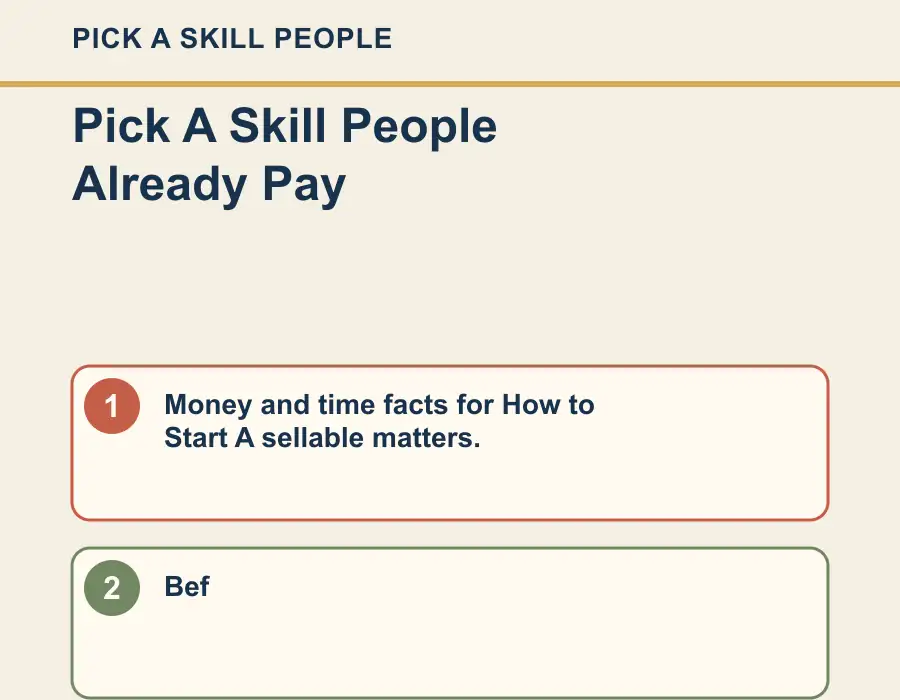 PICK A SKILL PEOPLE
Pick A Skill People
Already Pay
1
Money and time facts for How to
Start A sellable matters.
2
Bef